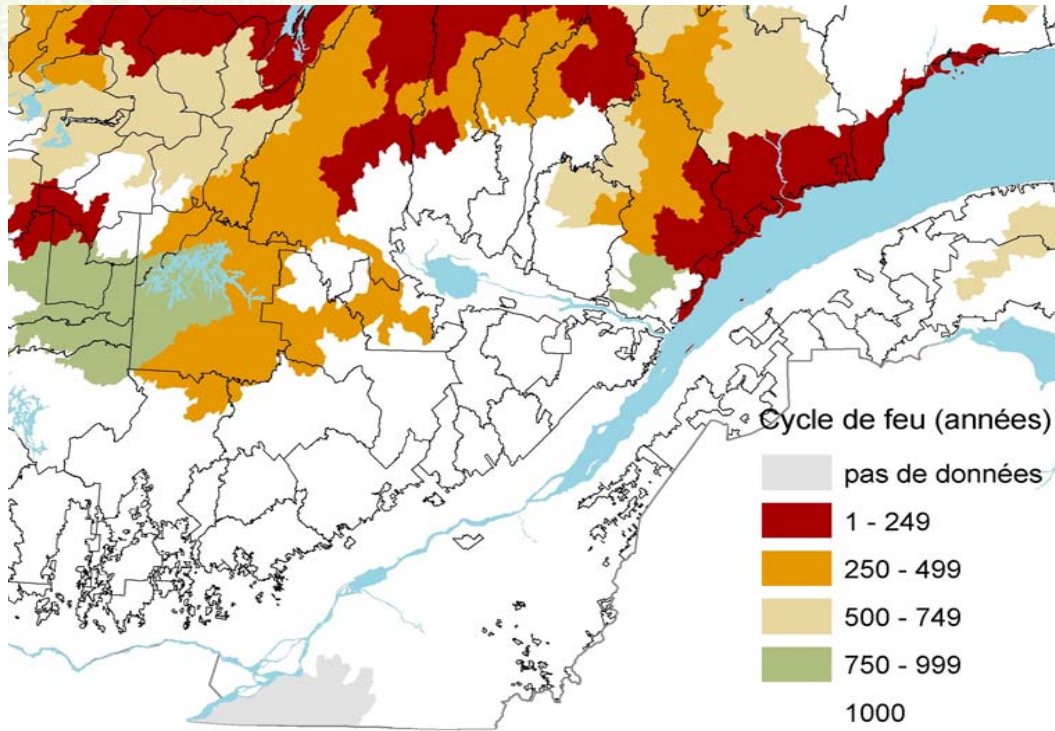 Cycle de feu (années)
pas de données
1 - 249
250 - 499
500 - 749
750 - 999
1000